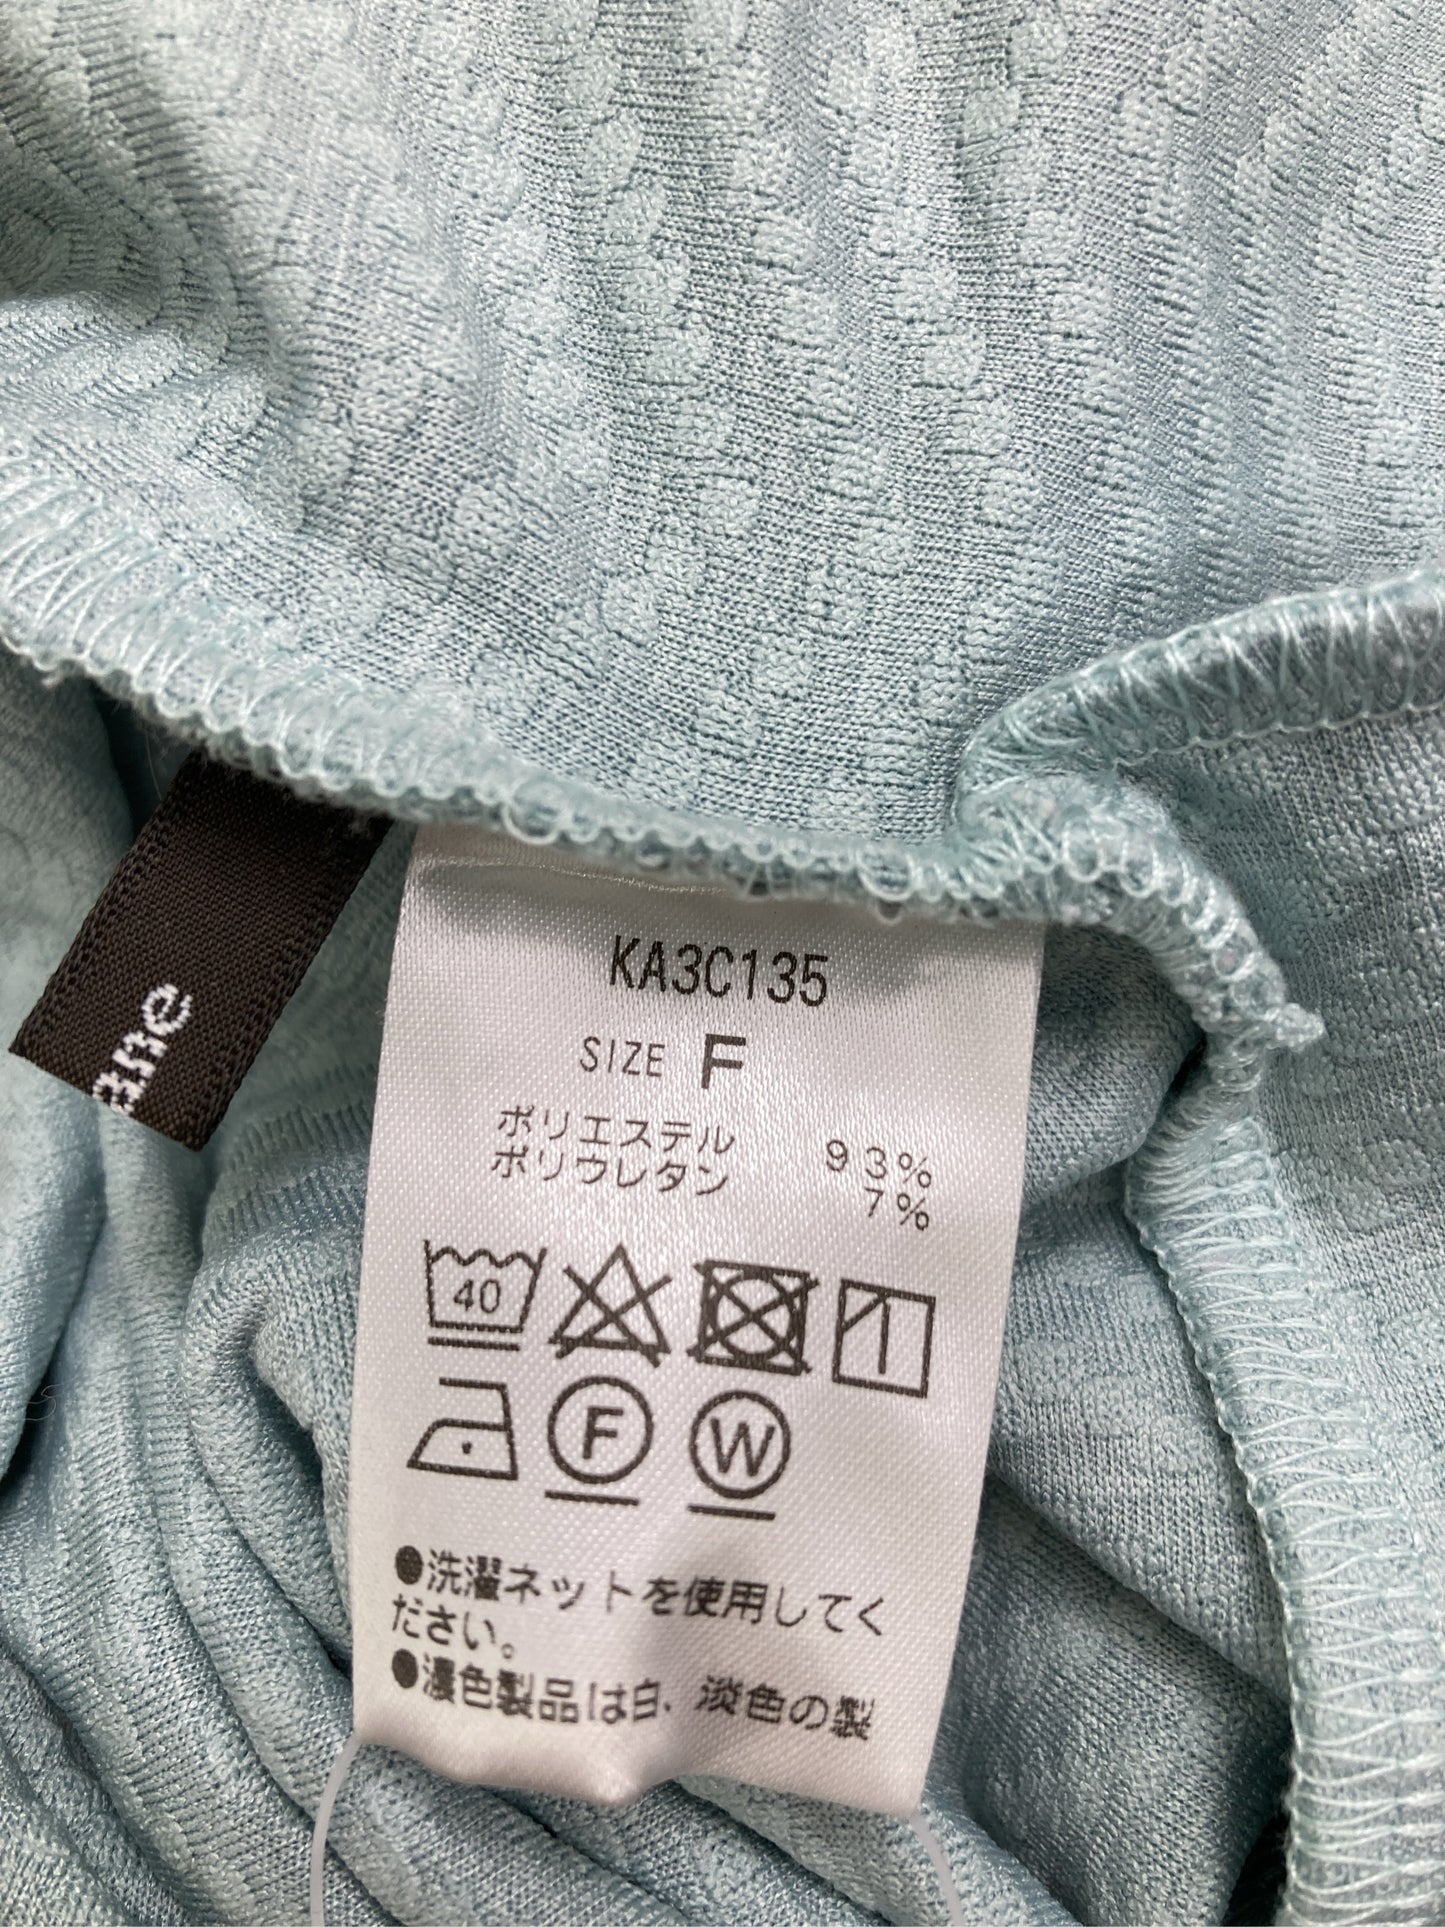 KA3C135
SIZE F
ポリエステル 93%
ポリウレタン 7%
40
F W
●洗濯ネットを使用してく
ださい。
●濃色製品は白、淡色の製
ane